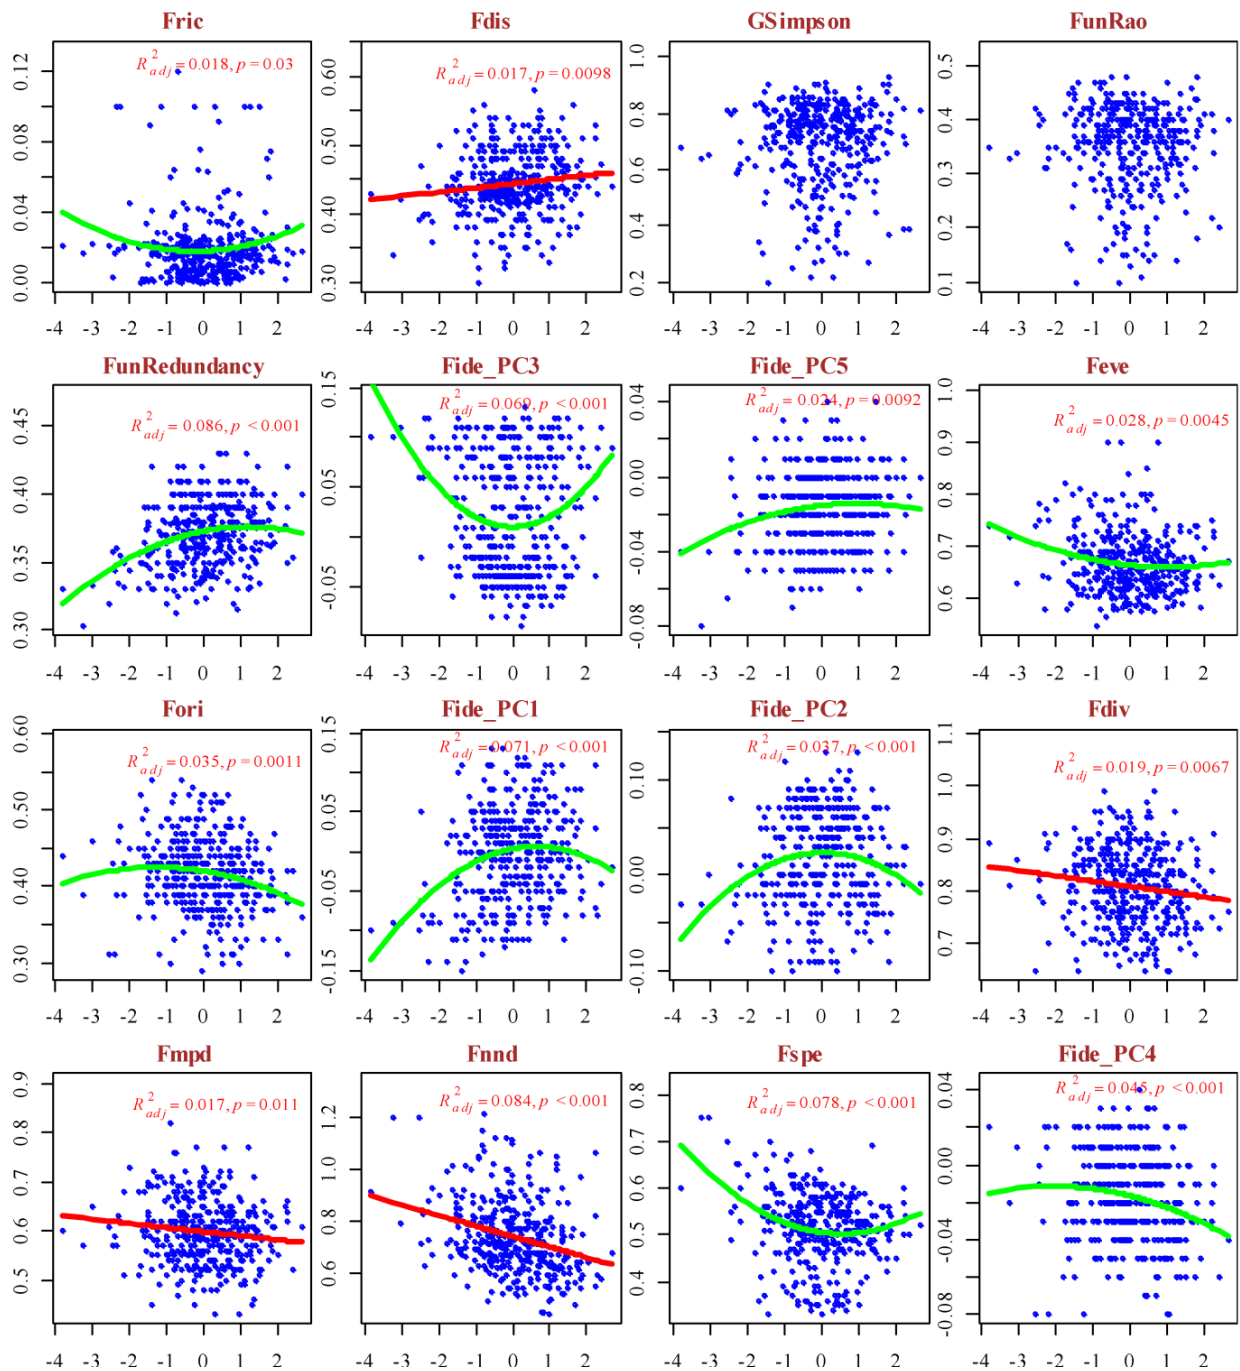 Fric Fdis GSimpson FunRao
R²adj = 0.018, p = 0.03
R²adj = 0.017, p = 0.0098
0.00 0.04 0.08 0.12
0.30 0.40 0.50 0.60
0.2 0.4 0.6 0.8 1.0
0.1 0.2 0.3 0.4 0.5
-4 -3 -2 -1 0 1 2
-4 -3 -2 -1 0 1 2
-4 -3 -2 -1 0 1 2
-4 -3 -2 -1 0 1 2
FunRedundancy Fide_PC3 Fide_PC5 Feve
R²adj = 0.086, p < 0.001
R²adj = 0.069, p < 0.001
R²adj = 0.024, p = 0.0092
R²adj = 0.028, p = 0.0045
0.30 0.35 0.40 0.45
-0.05 0.05 0.15
-0.08 -0.04 0.00 0.04
0.6 0.7 0.8 0.9 1.0
-4 -3 -2 -1 0 1 2
-4 -3 -2 -1 0 1 2
-4 -3 -2 -1 0 1 2
-4 -3 -2 -1 0 1 2
Fori Fide_PC1 Fide_PC2 Fdiv
R²adj = 0.035, p = 0.0011
R²adj = 0.071, p < 0.001
R²adj = 0.037, p < 0.001
R²adj = 0.019, p = 0.0067
0.30 0.40 0.50 0.60
-0.15 -0.05 0.05 0.15
-0.10 0.00 0.10
0.7 0.8 0.9 1.0 1.1
-4 -3 -2 -1 0 1 2
-4 -3 -2 -1 0 1 2
-4 -3 -2 -1 0 1 2
-4 -3 -2 -1 0 1 2
Fmpd Fnnd Fspe Fide_PC4
R²adj = 0.017, p = 0.011
R²adj = 0.084, p < 0.001
R²adj = 0.078, p < 0.001
R²adj = 0.045, p < 0.001
0.5 0.6 0.7 0.8 0.9
0.6 0.8 1.0 1.2
0.4 0.5 0.6 0.7 0.8
-0.08 -0.04 0.00 0.04
-4 -3 -2 -1 0 1 2
-4 -3 -2 -1 0 1 2
-4 -3 -2 -1 0 1 2
-4 -3 -2 -1 0 1 2